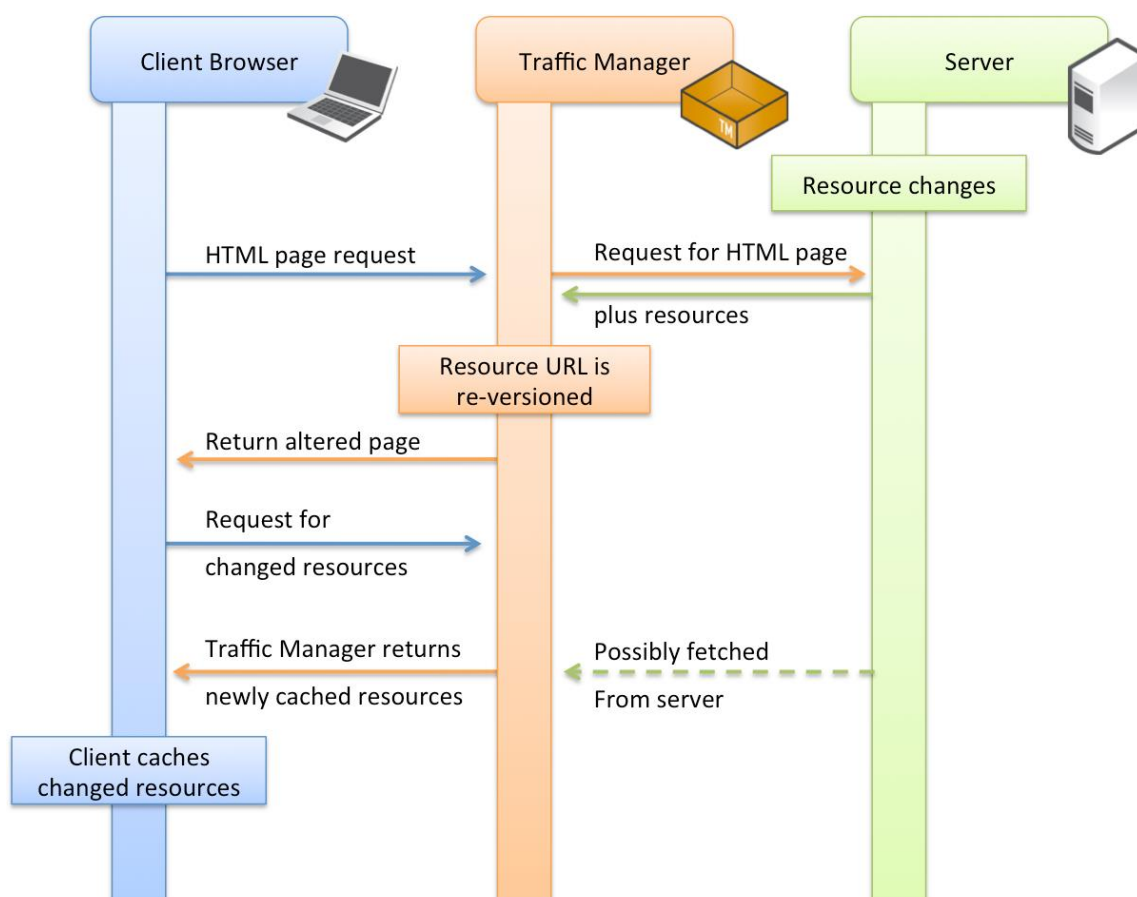 Client Browser
Traffic Manager
Server
TM
Resource changes
HTML page request
Request for HTML page
plus resources
Resource URL is
re-versioned
Return altered page
Request for
changed resources
Traffic Manager returns
newly cached resources
Possibly fetched
From server
Client caches
changed resources